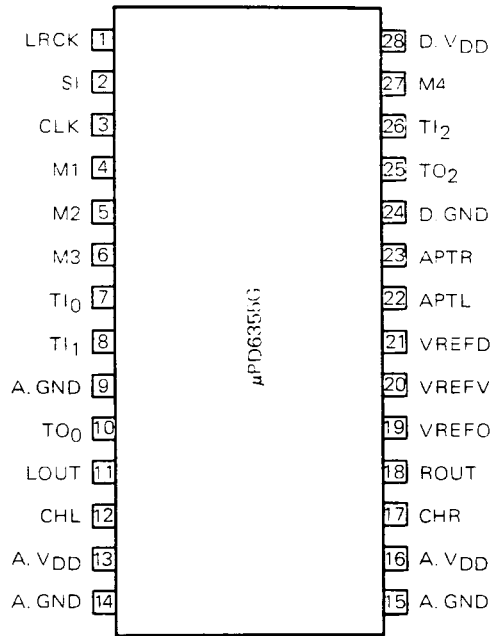 LRCK 1
SI 2
CLK 3
M1 4
M2 5
M3 6
TI0 7
TI1 8
A. GND 9
TO0 10
LOUT 11
CHL 12
A. VDD 13
A. GND 14
μPD6355G
28 D. VDD
27 M4
26 TI2
25 TO2
24 D. GND
23 APTR
22 APTL
21 VREFD
20 VREFV
19 VREFO
18 ROUT
17 CHR
16 A. VDD
15 A. GND